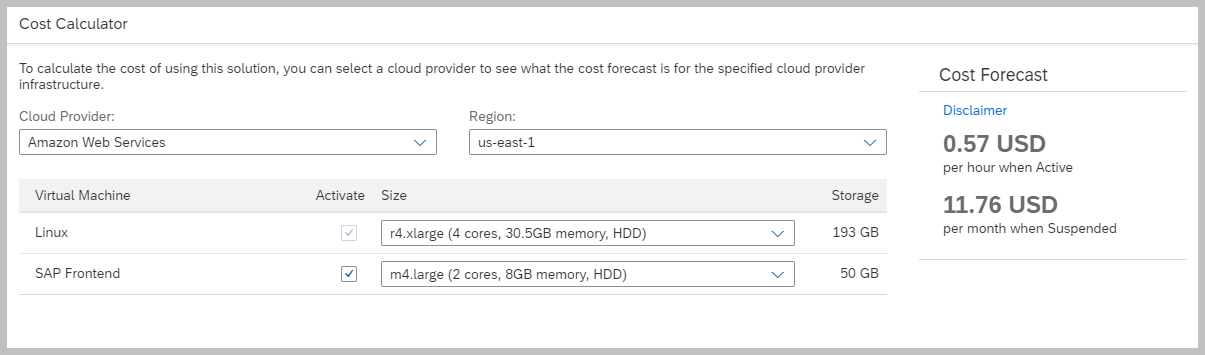 Cost Calculator
To calculate the cost of using this solution, you can select a cloud provider to see what the cost forecast is for the specified cloud provider
infrastructure.
Cloud Provider:
Region:
Amazon Web Services
us-east-1
Virtual Machine Activate Size Storage
Linux r4.xlarge (4 cores, 30.5GB memory, HDD) 193 GB
SAP Frontend m4.large (2 cores, 8GB memory, HDD) 50 GB
Cost Forecast
Disclaimer
0.57 USD
per hour when Active
11.76 USD
per month when Suspended